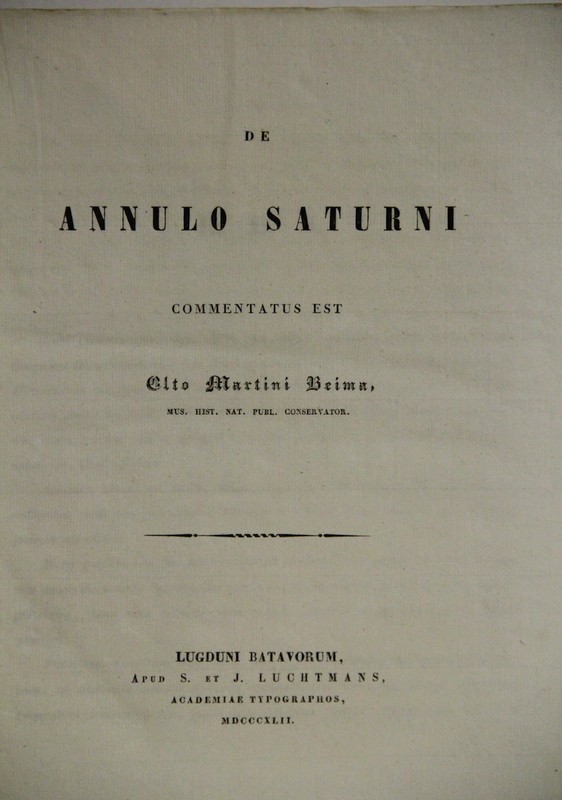 DE
ANNULO SATURNI
COMMENTATUS EST
Elto Martini Beima,
MUS. HIST. NAT. PUBL. CONSERVATOR.
LUGDUNI BATAVORUM,
APUD S. ET J. LUCHTMANS,
ACADEMIAE TYPOGRAPHOS,
MDCCCXLII.